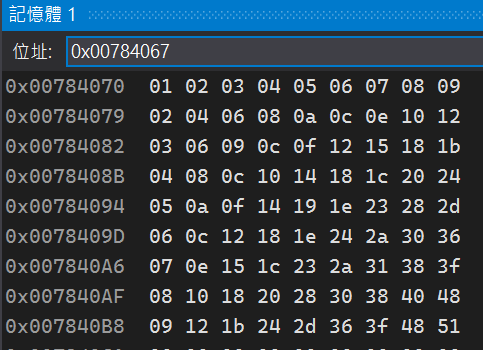 記憶體 1
位址: 0x00784067
0x00784070 01 02 03 04 05 06 07 08 09
0x00784079 02 04 06 08 0a 0c 0e 10 12
0x00784082 03 06 09 0c 0f 12 15 18 1b
0x0078408B 04 08 0c 10 14 18 1c 20 24
0x00784094 05 0a 0f 14 19 1e 23 28 2d
0x0078409D 06 0c 12 18 1e 24 2a 30 36
0x007840A6 07 0e 15 1c 23 2a 31 38 3f
0x007840AF 08 10 18 20 28 30 38 40 48
0x007840B8 09 12 1b 24 2d 36 3f 48 51